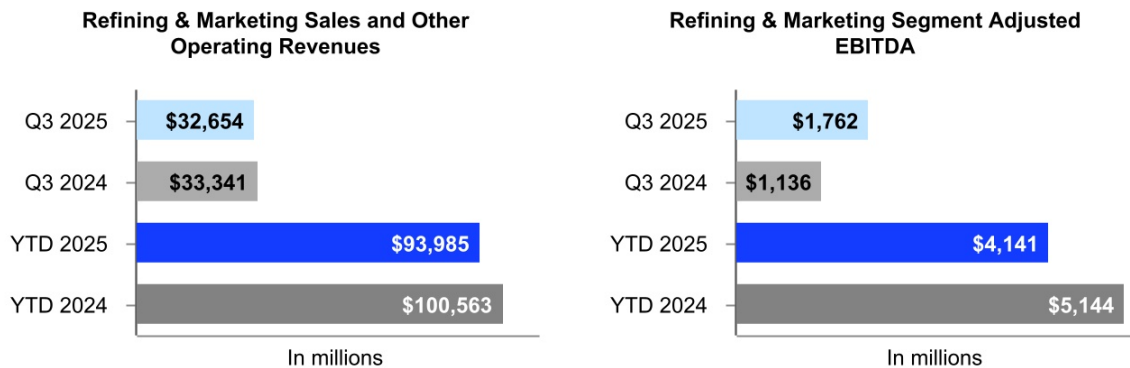 Refining & Marketing Sales and Other
Operating Revenues
Q3 2025 $32,654
Q3 2024 $33,341
YTD 2025 $93,985
YTD 2024 $100,563
In millions
Refining & Marketing Segment Adjusted
EBITDA
Q3 2025 $1,762
Q3 2024 $1,136
YTD 2025 $4,141
YTD 2024 $5,144
In millions